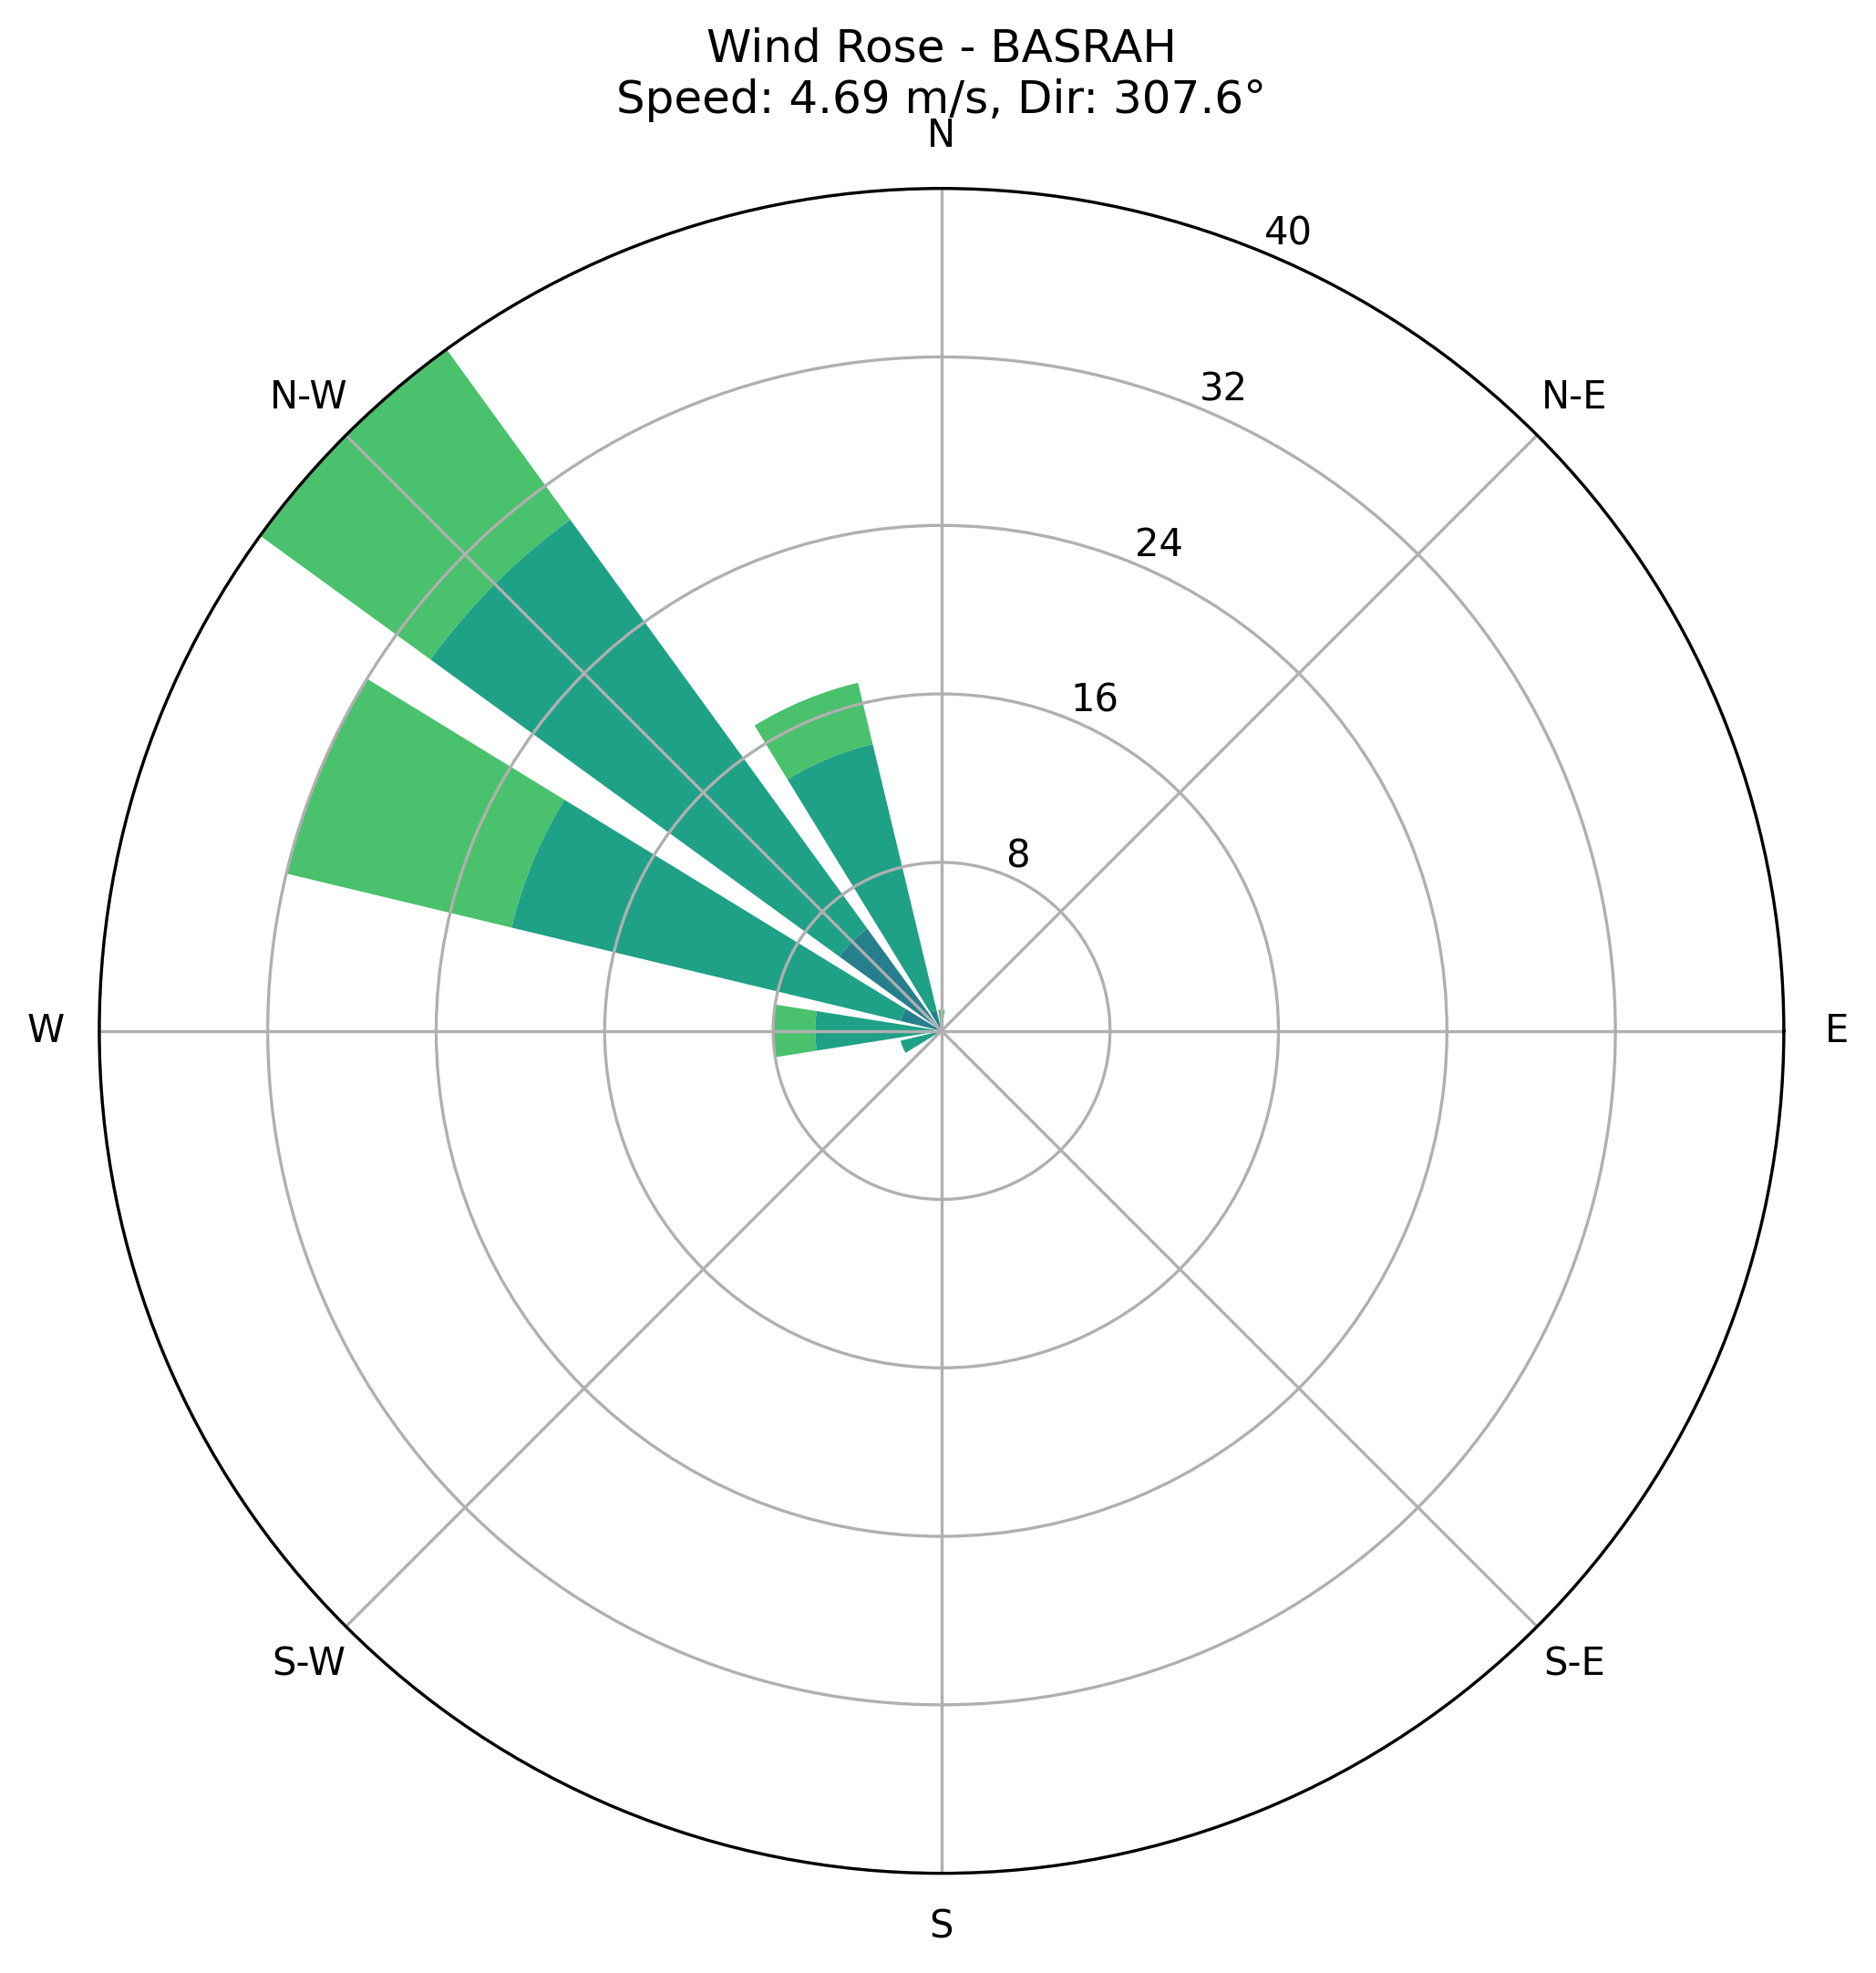 Wind Rose - BASRAH
Speed: 4.69 m/s, Dir: 307.6°
N
40
N-W
32
N-E
24
16
8
W
E
S-W
S-E
S